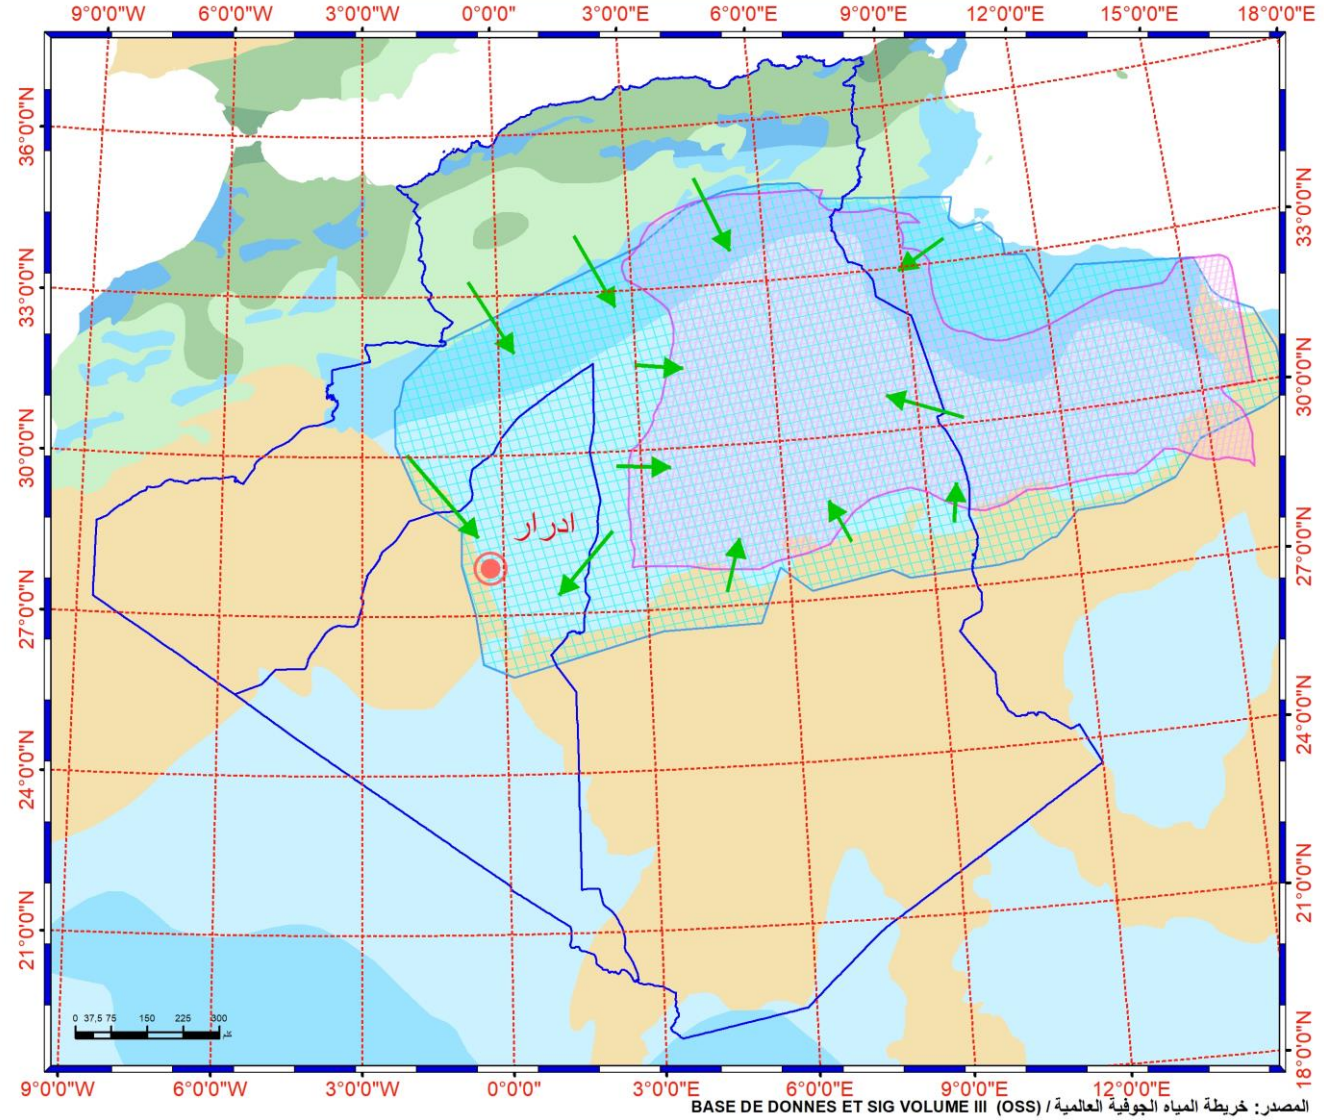 9°0'0"W 6°0'0"W 3°0'0"W 0°0'0" 3°0'0"E 6°0'0"E 9°0'0"E 12°0'0"E 15°0'0"E 18°0'0"E
36°0'0"N
33°0'0"N
30°0'0"N
27°0'0"N
24°0'0"N
21°0'0"N
33°0'0"N
30°0'0"N
27°0'0"N
24°0'0"N
21°0'0"N
18°0'0"N
ادرار
0 37,5 75 150 225 300
كلم
9°0'0"W 6°0'0"W 3°0'0"W 0°0'0" 3°0'0"E 6°0'0"E 9°0'0"E 12°0'0"E
المصدر: خريطة المياه الجوفية العالمية / BASE DE DONNES ET SIG VOLUME III (OSS)